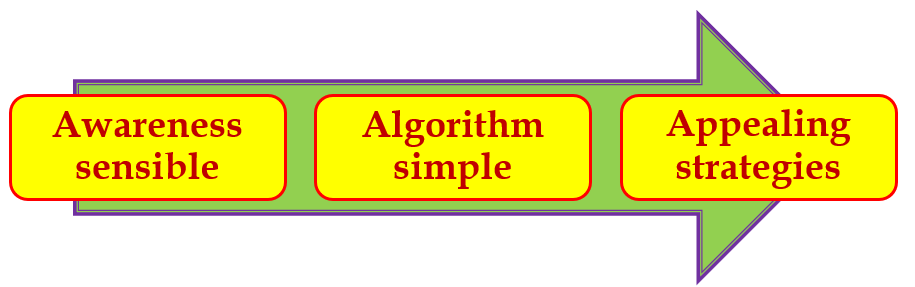 Awareness
sensible
Algorithm
simple
Appealing
strategies